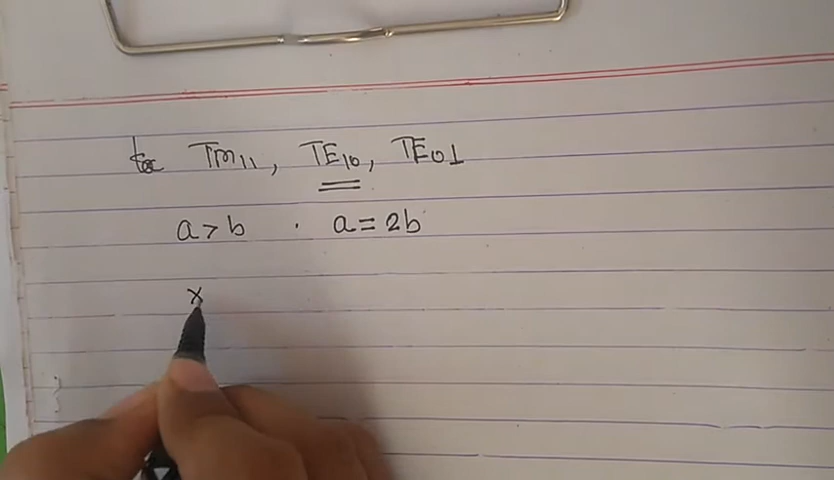 for TM11, TE10, TE01
a > b . a = 2b
x